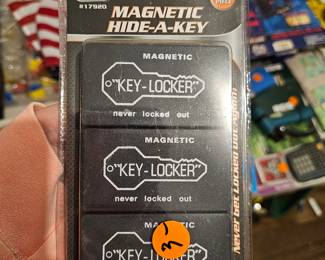 #17920
MAGNETIC
HIDE-A-KEY
MAGNETIC
"KEY-LOCKER"
never locked out
MAGNETIC
"KEY-LOCKER"
never locked out
MAGNETIC
"KEY-LOCKER"
3-
Never Get Locked Out Again!